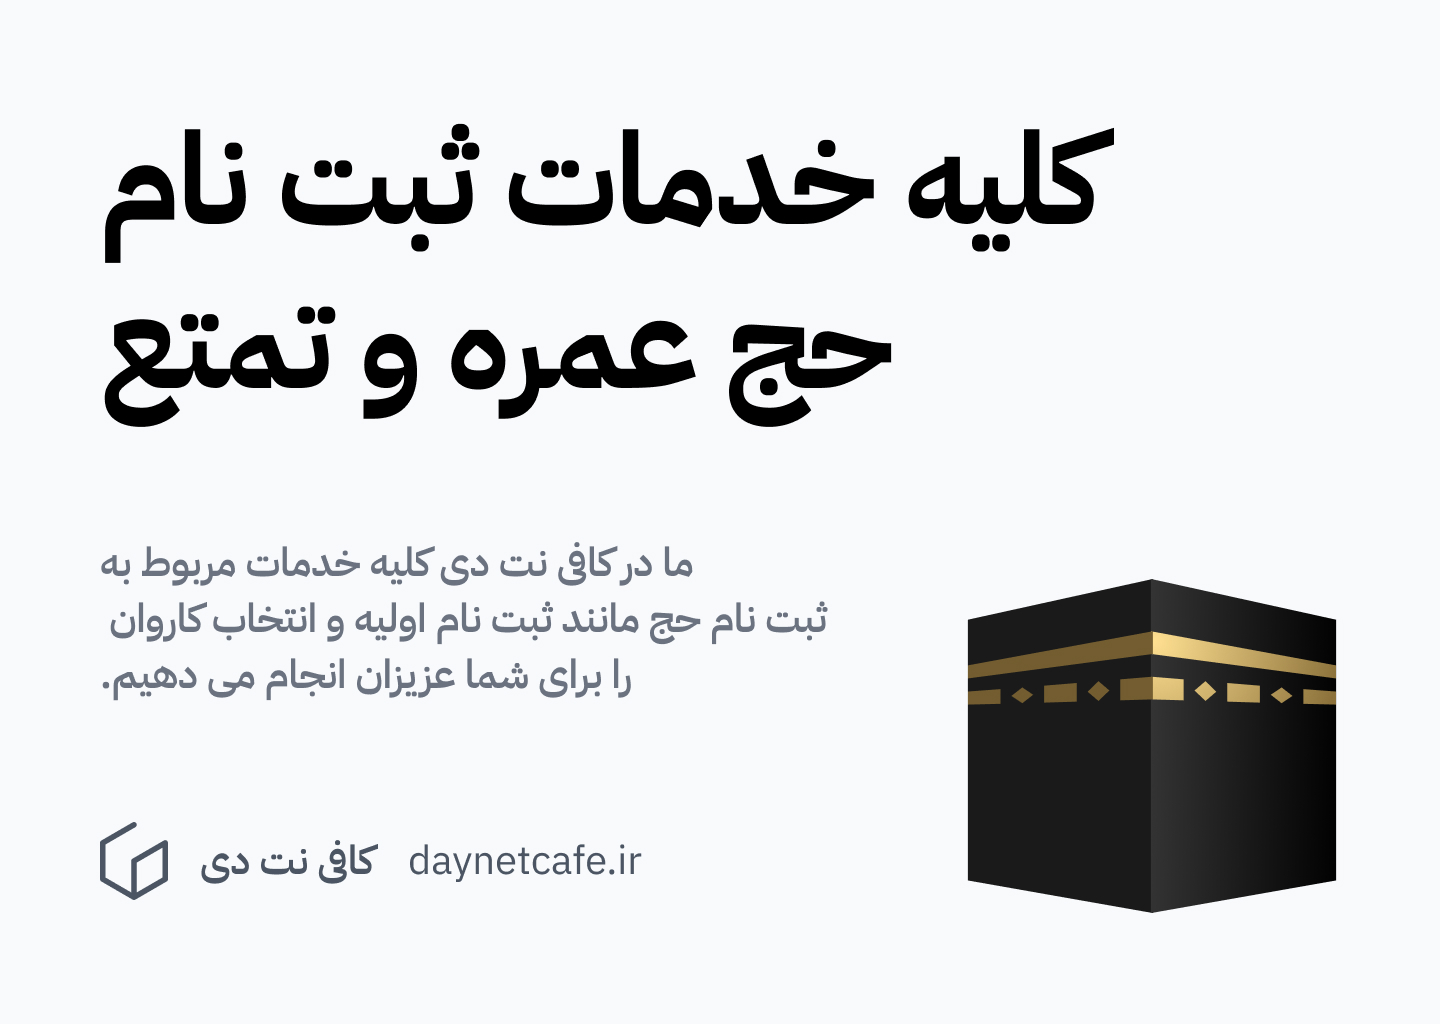 کلیه خدمات ثبت نام
حج عمره و تمتع
ما در کافی نت دی کلیه خدمات مربوط به
ثبت نام حج مانند ثبت نام اولیه و انتخاب کاروان
را برای شما عزیزان انجام می دهیم.
کافی نت دی daynetcafe.ir